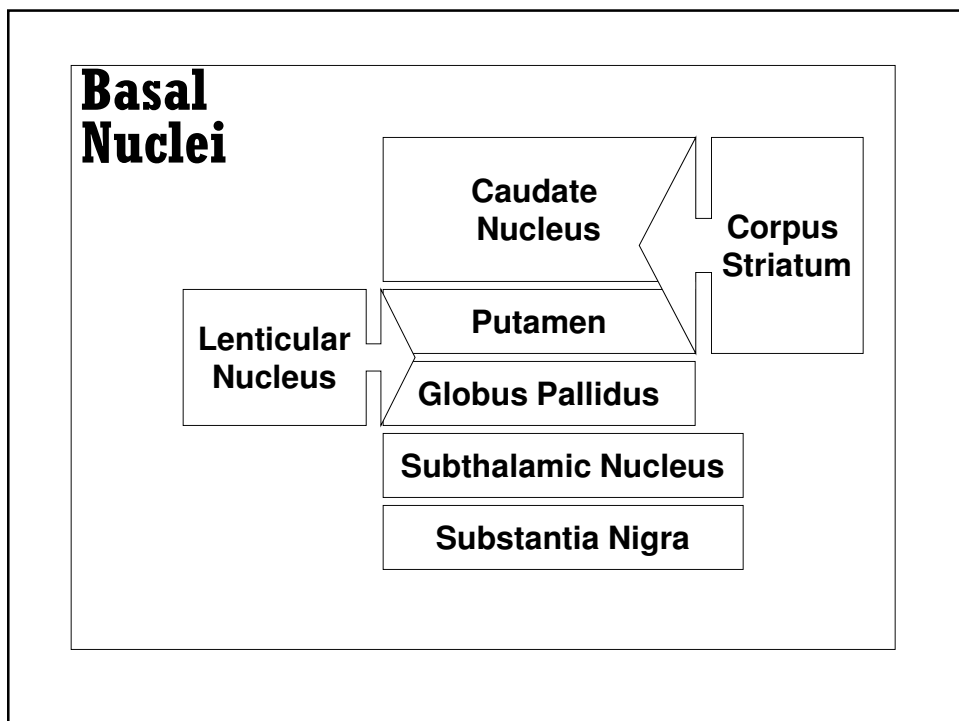 Basal
Nuclei
Caudate
Nucleus
Corpus
Striatum
Putamen
Lenticular
Nucleus
Globus Pallidus
Subthalamic Nucleus
Substantia Nigra